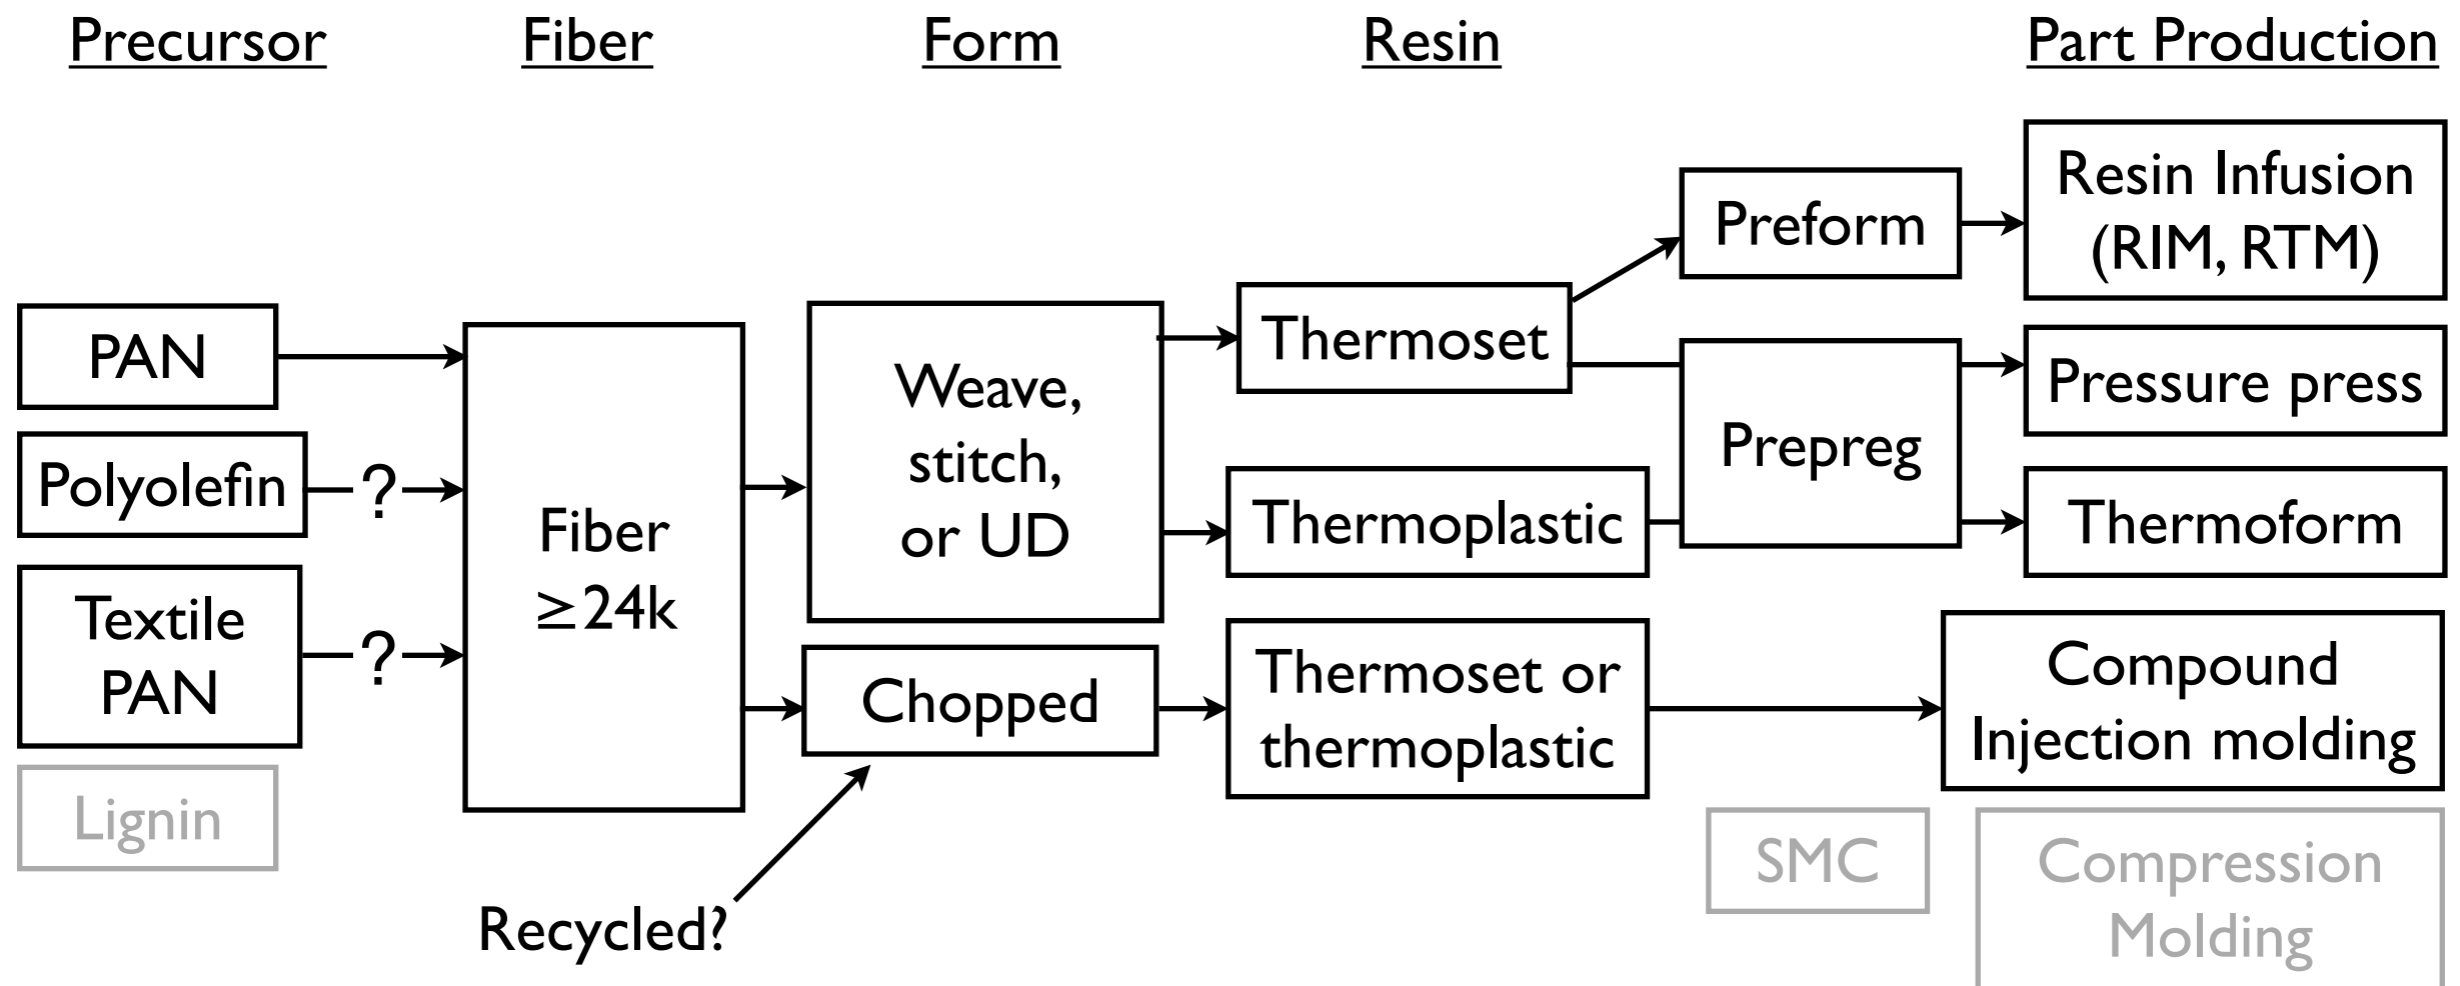 Precursor
Fiber
Form
Resin
Part Production
PAN
Polyolefin
?
Textile
PAN
?
Lignin
Fiber
≥24k
Recycled?
Weave,
stitch,
or UD
Chopped
Thermoset
Thermoplastic
Thermoset or
thermoplastic
Preform
Prepreg
SMC
Resin Infusion
(RIM, RTM)
Pressure press
Thermoform
Compound
Injection molding
Compression
Molding